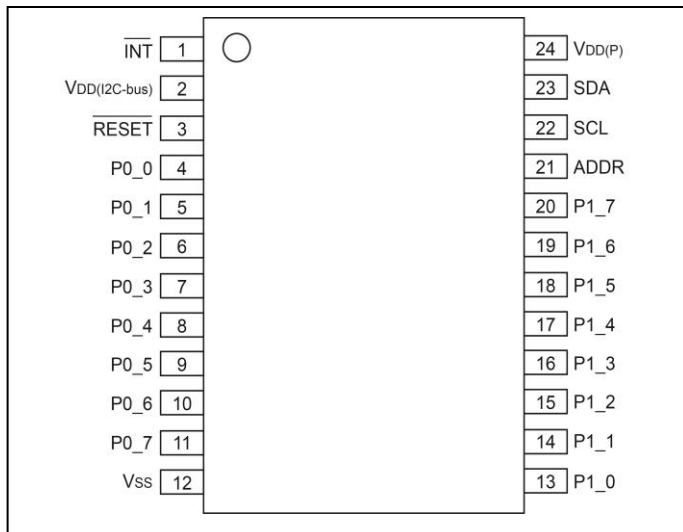 INT 1 24 VDD(P)
VDD(I2C-bus) 2 23 SDA
RESET 3 22 SCL
P0_0 4 21 ADDR
P0_1 5 20 P1_7
P0_2 6 19 P1_6
P0_3 7 18 P1_5
P0_4 8 17 P1_4
P0_5 9 16 P1_3
P0_6 10 15 P1_2
P0_7 11 14 P1_1
VSS 12 13 P1_0